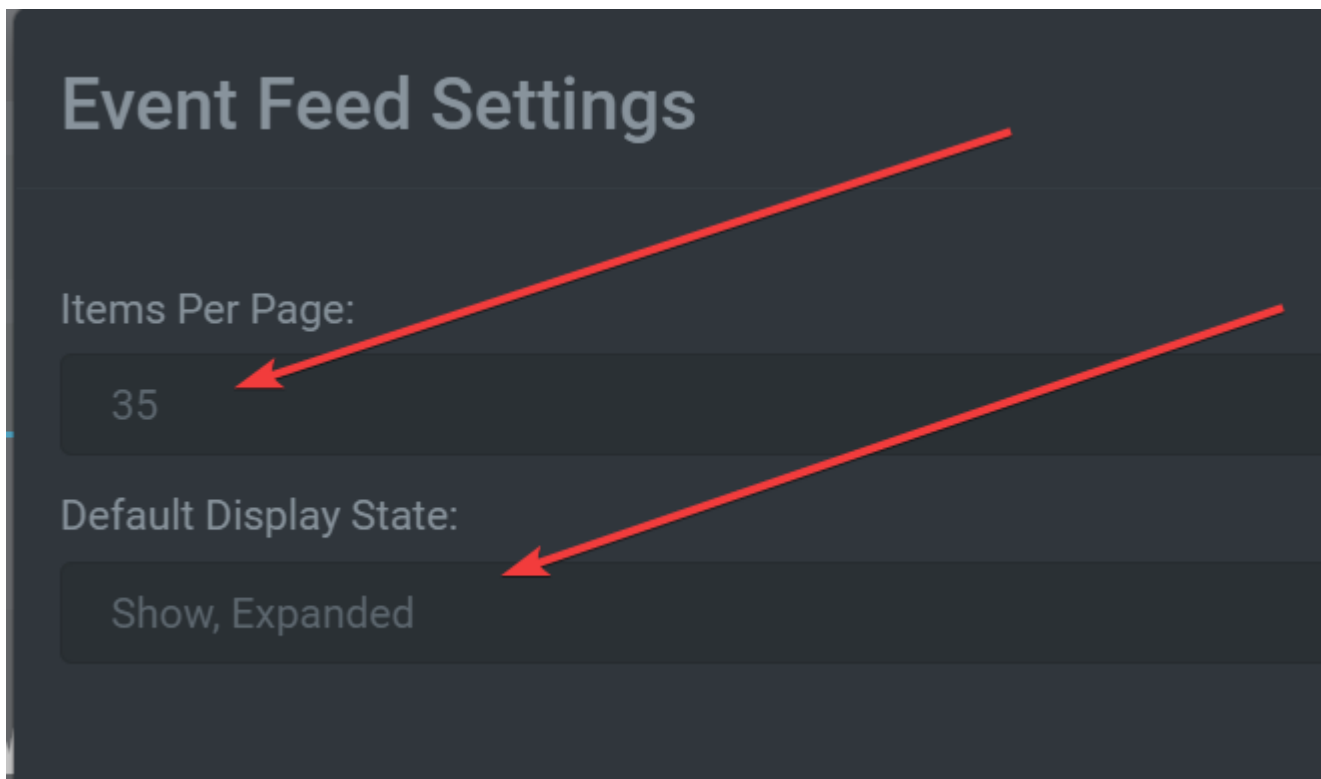 Event Feed Settings
Items Per Page:
35
Default Display State:
Show, Expanded